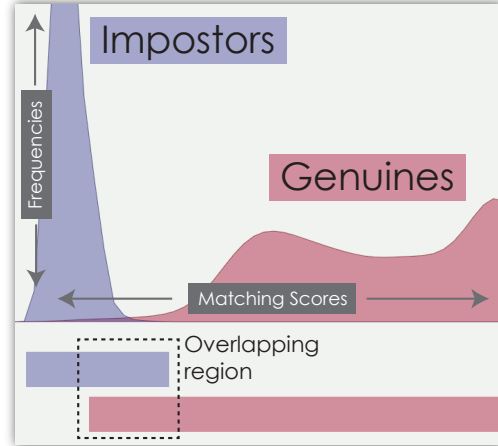 Impostors
Frequencies
Genuines
Matching Scores
Overlapping
region